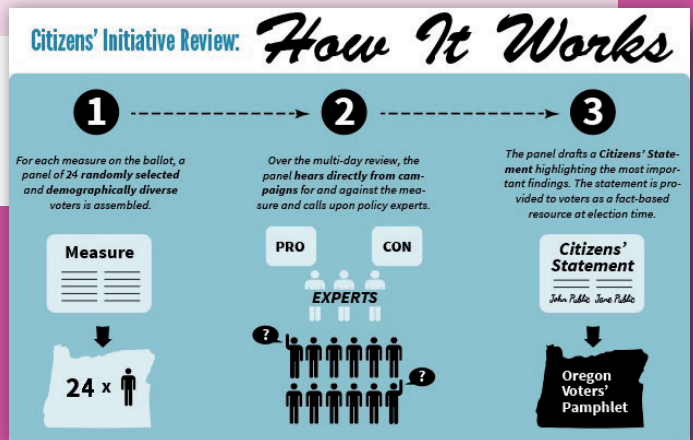 Citizens' Initiative Review: How It Works
1
2
3
For each measure on the ballot, a
panel of 24 randomly selected
and demographically diverse
voters is assembled.
Over the multi-day review, the
panel hears directly from cam-
paigns for and against the mea-
sure and calls upon policy experts.
The panel drafts a Citizens' State-
ment highlighting the most impor-
tant findings. The statement is pro-
vided to voters as a fact-based
resource at election time.
Measure
24 x
PRO
CON
EXPERTS
?
?
Citizens'
Statement
John Public Jane Public
Oregon
Voters'
Pamphlet